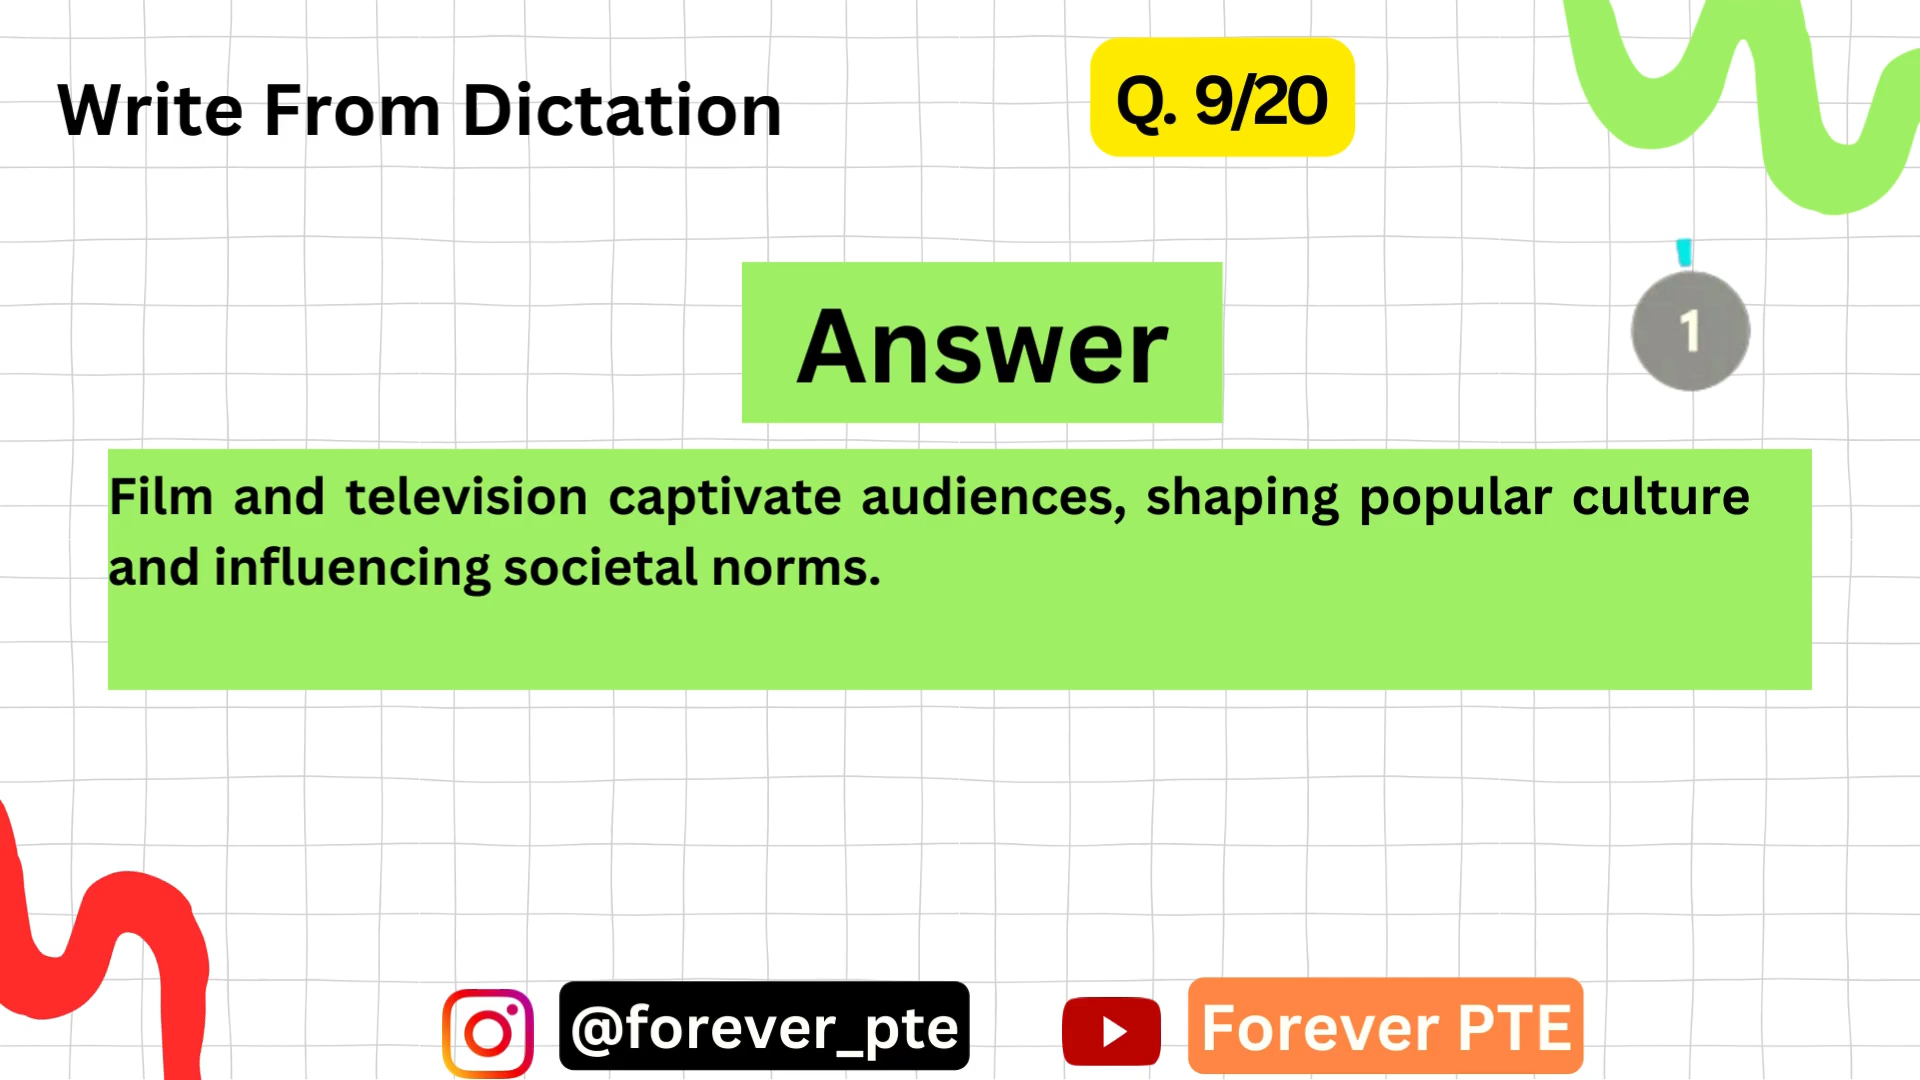 Write From Dictation
Q. 9/20
Answer
1
Film and television captivate audiences, shaping popular culture
and influencing societal norms.
@forever_pte
Forever PTE